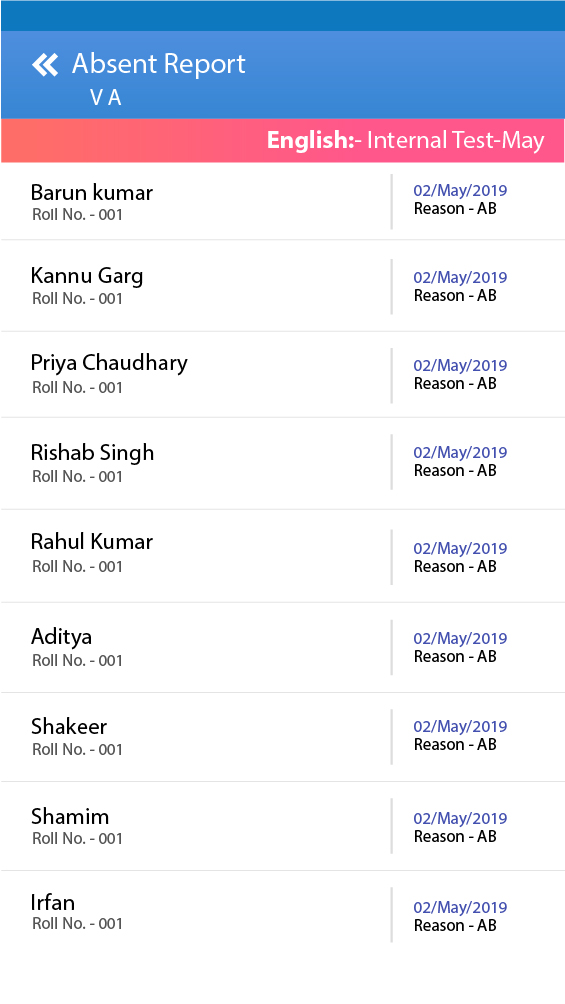 Absent Report
V A
English:- Internal Test-May
Barun kumar
Roll No. - 001
02/May/2019
Reason - AB
Kannu Garg
Roll No. - 001
02/May/2019
Reason - AB
Priya Chaudhary
Roll No. - 001
02/May/2019
Reason - AB
Rishab Singh
Roll No. - 001
02/May/2019
Reason - AB
Rahul Kumar
Roll No. - 001
02/May/2019
Reason - AB
Aditya
Roll No. - 001
02/May/2019
Reason - AB
Shakeer
Roll No. - 001
02/May/2019
Reason - AB
Shamim
Roll No. - 001
02/May/2019
Reason - AB
Irfan
Roll No. - 001
02/May/2019
Reason - AB